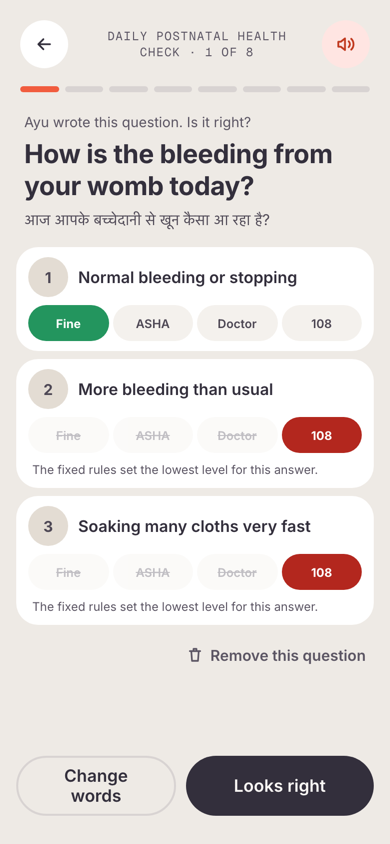 DAILY POSTNATAL HEALTH
CHECK · 1 OF 8
Ayu wrote this question. Is it right?
How is the bleeding from
your womb today?
आज आपके बच्चेदानी से खून कैसा आ रहा है?
1 Normal bleeding or stopping
Fine ASHA Doctor 108
2 More bleeding than usual
Fine ASHA Doctor 108
The fixed rules set the lowest level for this answer.
3 Soaking many cloths very fast
Fine ASHA Doctor 108
The fixed rules set the lowest level for this answer.
Remove this question
Change
words
Looks right